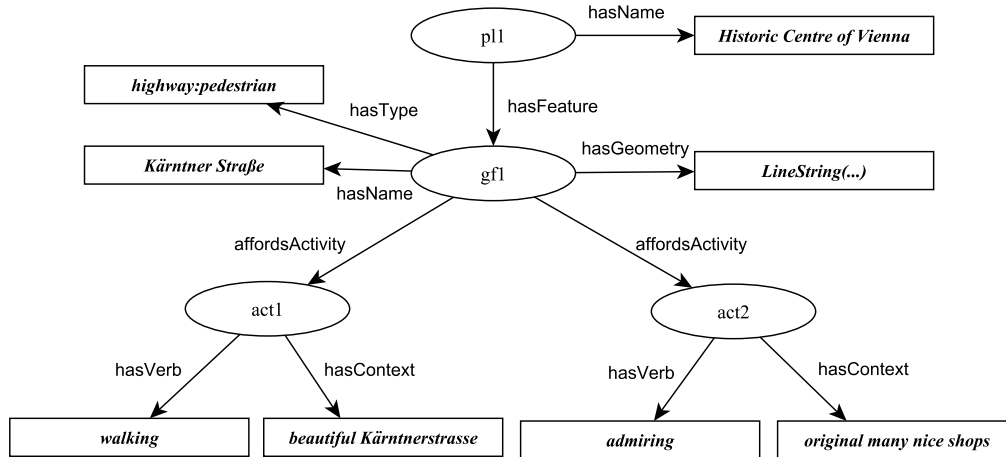 hasName
pl1
Historic Centre of Vienna
highway:pedestrian
hasType
hasFeature
Kärntner Straße
hasGeometry
hasName
gf1
LineString(...)
affordsActivity
affordsActivity
act1
act2
hasVerb
hasContext
hasVerb
hasContext
walking
beautiful Kärntnerstrasse
admiring
original many nice shops